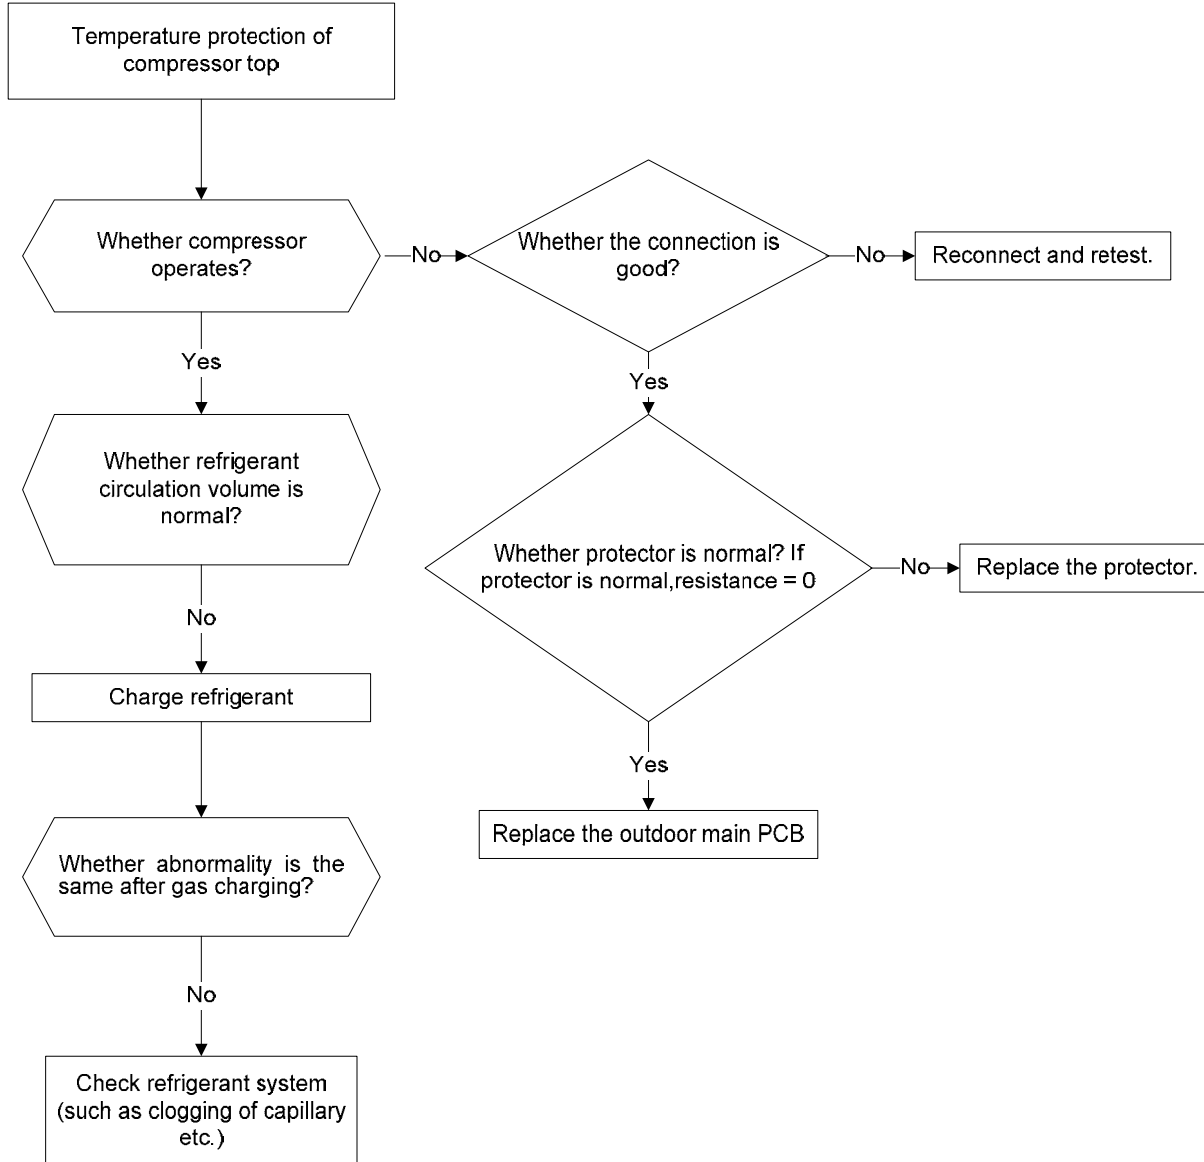 Temperature protection of
compressor top
Whether compressor
operates?
No
Whether the connection is
good?
No
Reconnect and retest.
Yes
Yes
Whether refrigerant
circulation volume is
normal?
Whether protector is normal? If
protector is normal,resistance = 0
No
Replace the protector.
No
Charge refrigerant
Yes
Replace the outdoor main PCB
Whether abnormality is the
same after gas charging?
No
Check refrigerant system
(such as clogging of capillary
etc.)